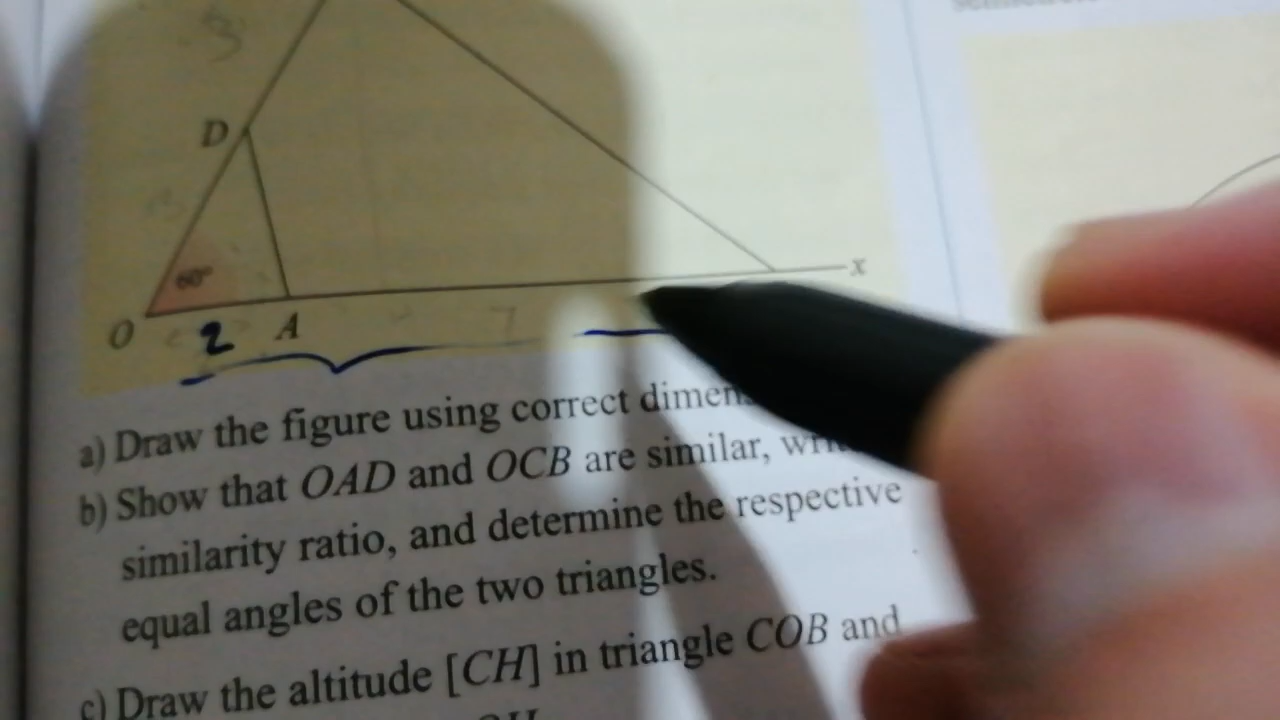 D
60°
x
O 2 A
7
a) Draw the figure using correct
b) Show that OAD and OCB are similar,
similarity ratio, and determine the respective
equal angles of the two triangles.
c) Draw the altitude [CH] in triangle COB and